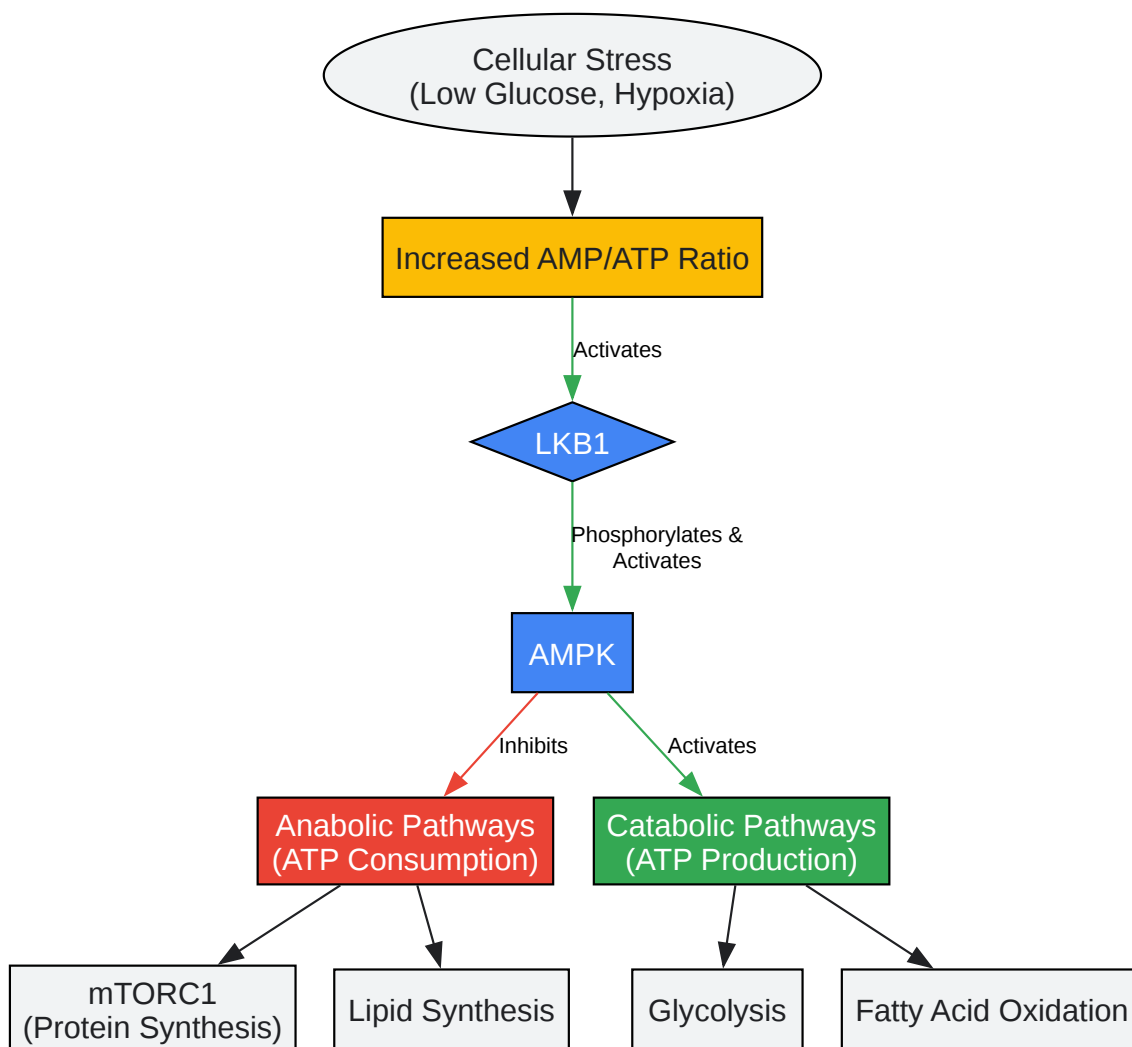 Cellular Stress
(Low Glucose, Hypoxia)
Increased AMP/ATP Ratio
Activates
LKB1
Phosphorylates &
Activates
AMPK
Inhibits
Activates
Anabolic Pathways
(ATP Consumption)
Catabolic Pathways
(ATP Production)
mTORC1
(Protein Synthesis)
Lipid Synthesis
Glycolysis
Fatty Acid Oxidation